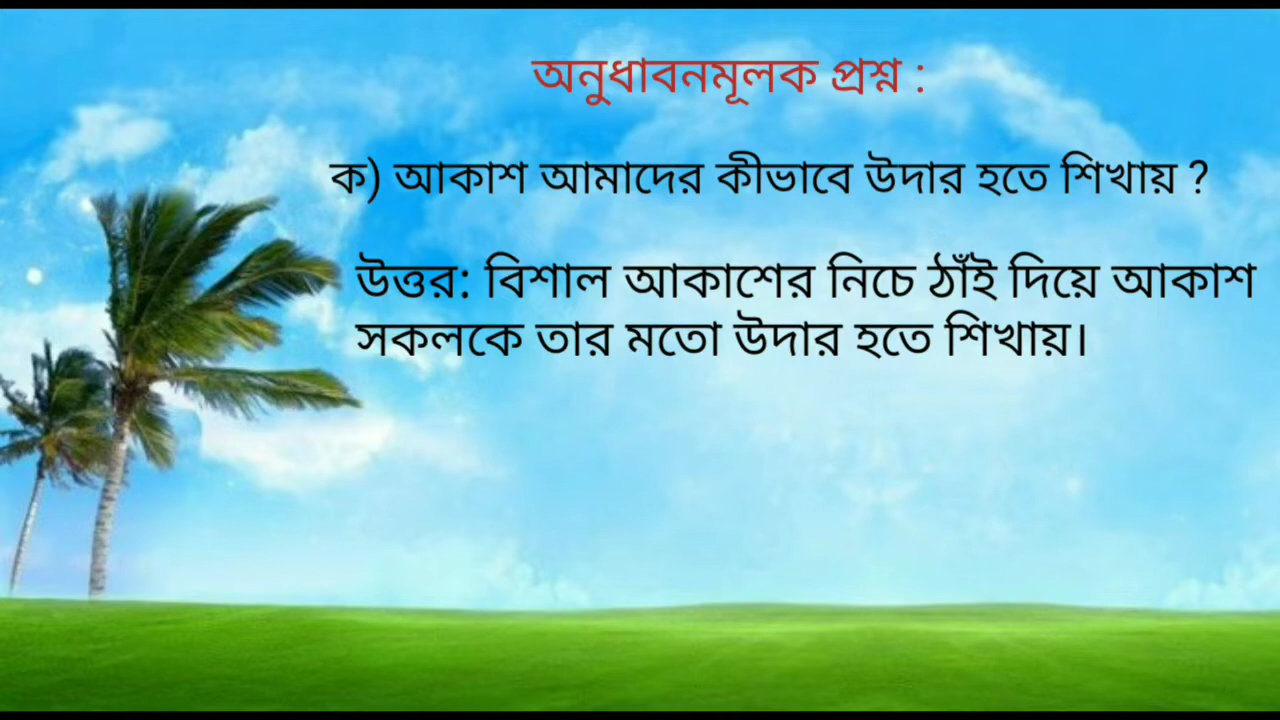 অনুধাবনমূলক প্রশ্ন :
ক) আকাশ আমাদের কীভাবে উদার হতে শিখায় ?
উত্তর: বিশাল আকাশের নিচে ঠাঁই দিয়ে আকাশ
সকলকে তার মতো উদার হতে শিখায়।